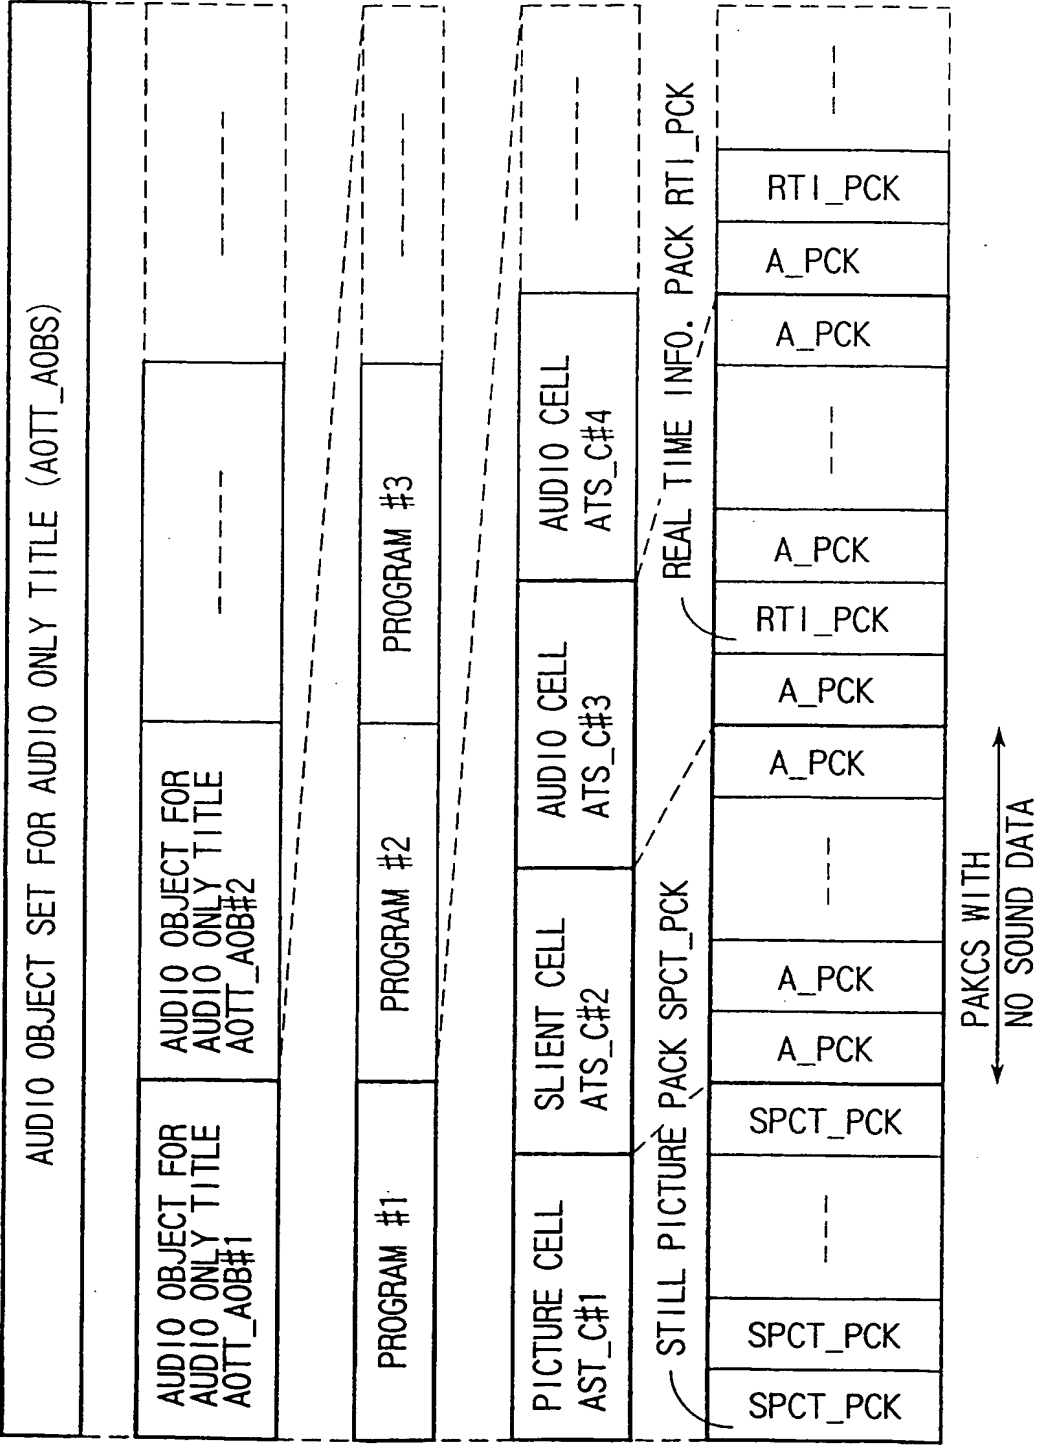 AUDIO OBJECT SET FOR AUDIO ONLY TITLE (AOTT_AOBS)
AUDIO OBJECT FOR
AUDIO ONLY TITLE
AOTT_AOB#1
AUDIO OBJECT FOR
AUDIO ONLY TITLE
AOTT_AOB#2
PROGRAM #1
PROGRAM #2
PROGRAM #3
PICTURE CELL
AST_C#1
SLIENT CELL
ATS_C#2
AUDIO CELL
ATS_C#3
AUDIO CELL
ATS_C#4
STILL PICTURE PACK SPCT_PCK
REAL TIME INFO. PACK RTI_PCK
SPCT_PCK
SPCT_PCK
SPCT_PCK
A_PCK
A_PCK
A_PCK
A_PCK
RTI_PCK
A_PCK
A_PCK
A_PCK
RTI_PCK
PAKCS WITH
NO SOUND DATA